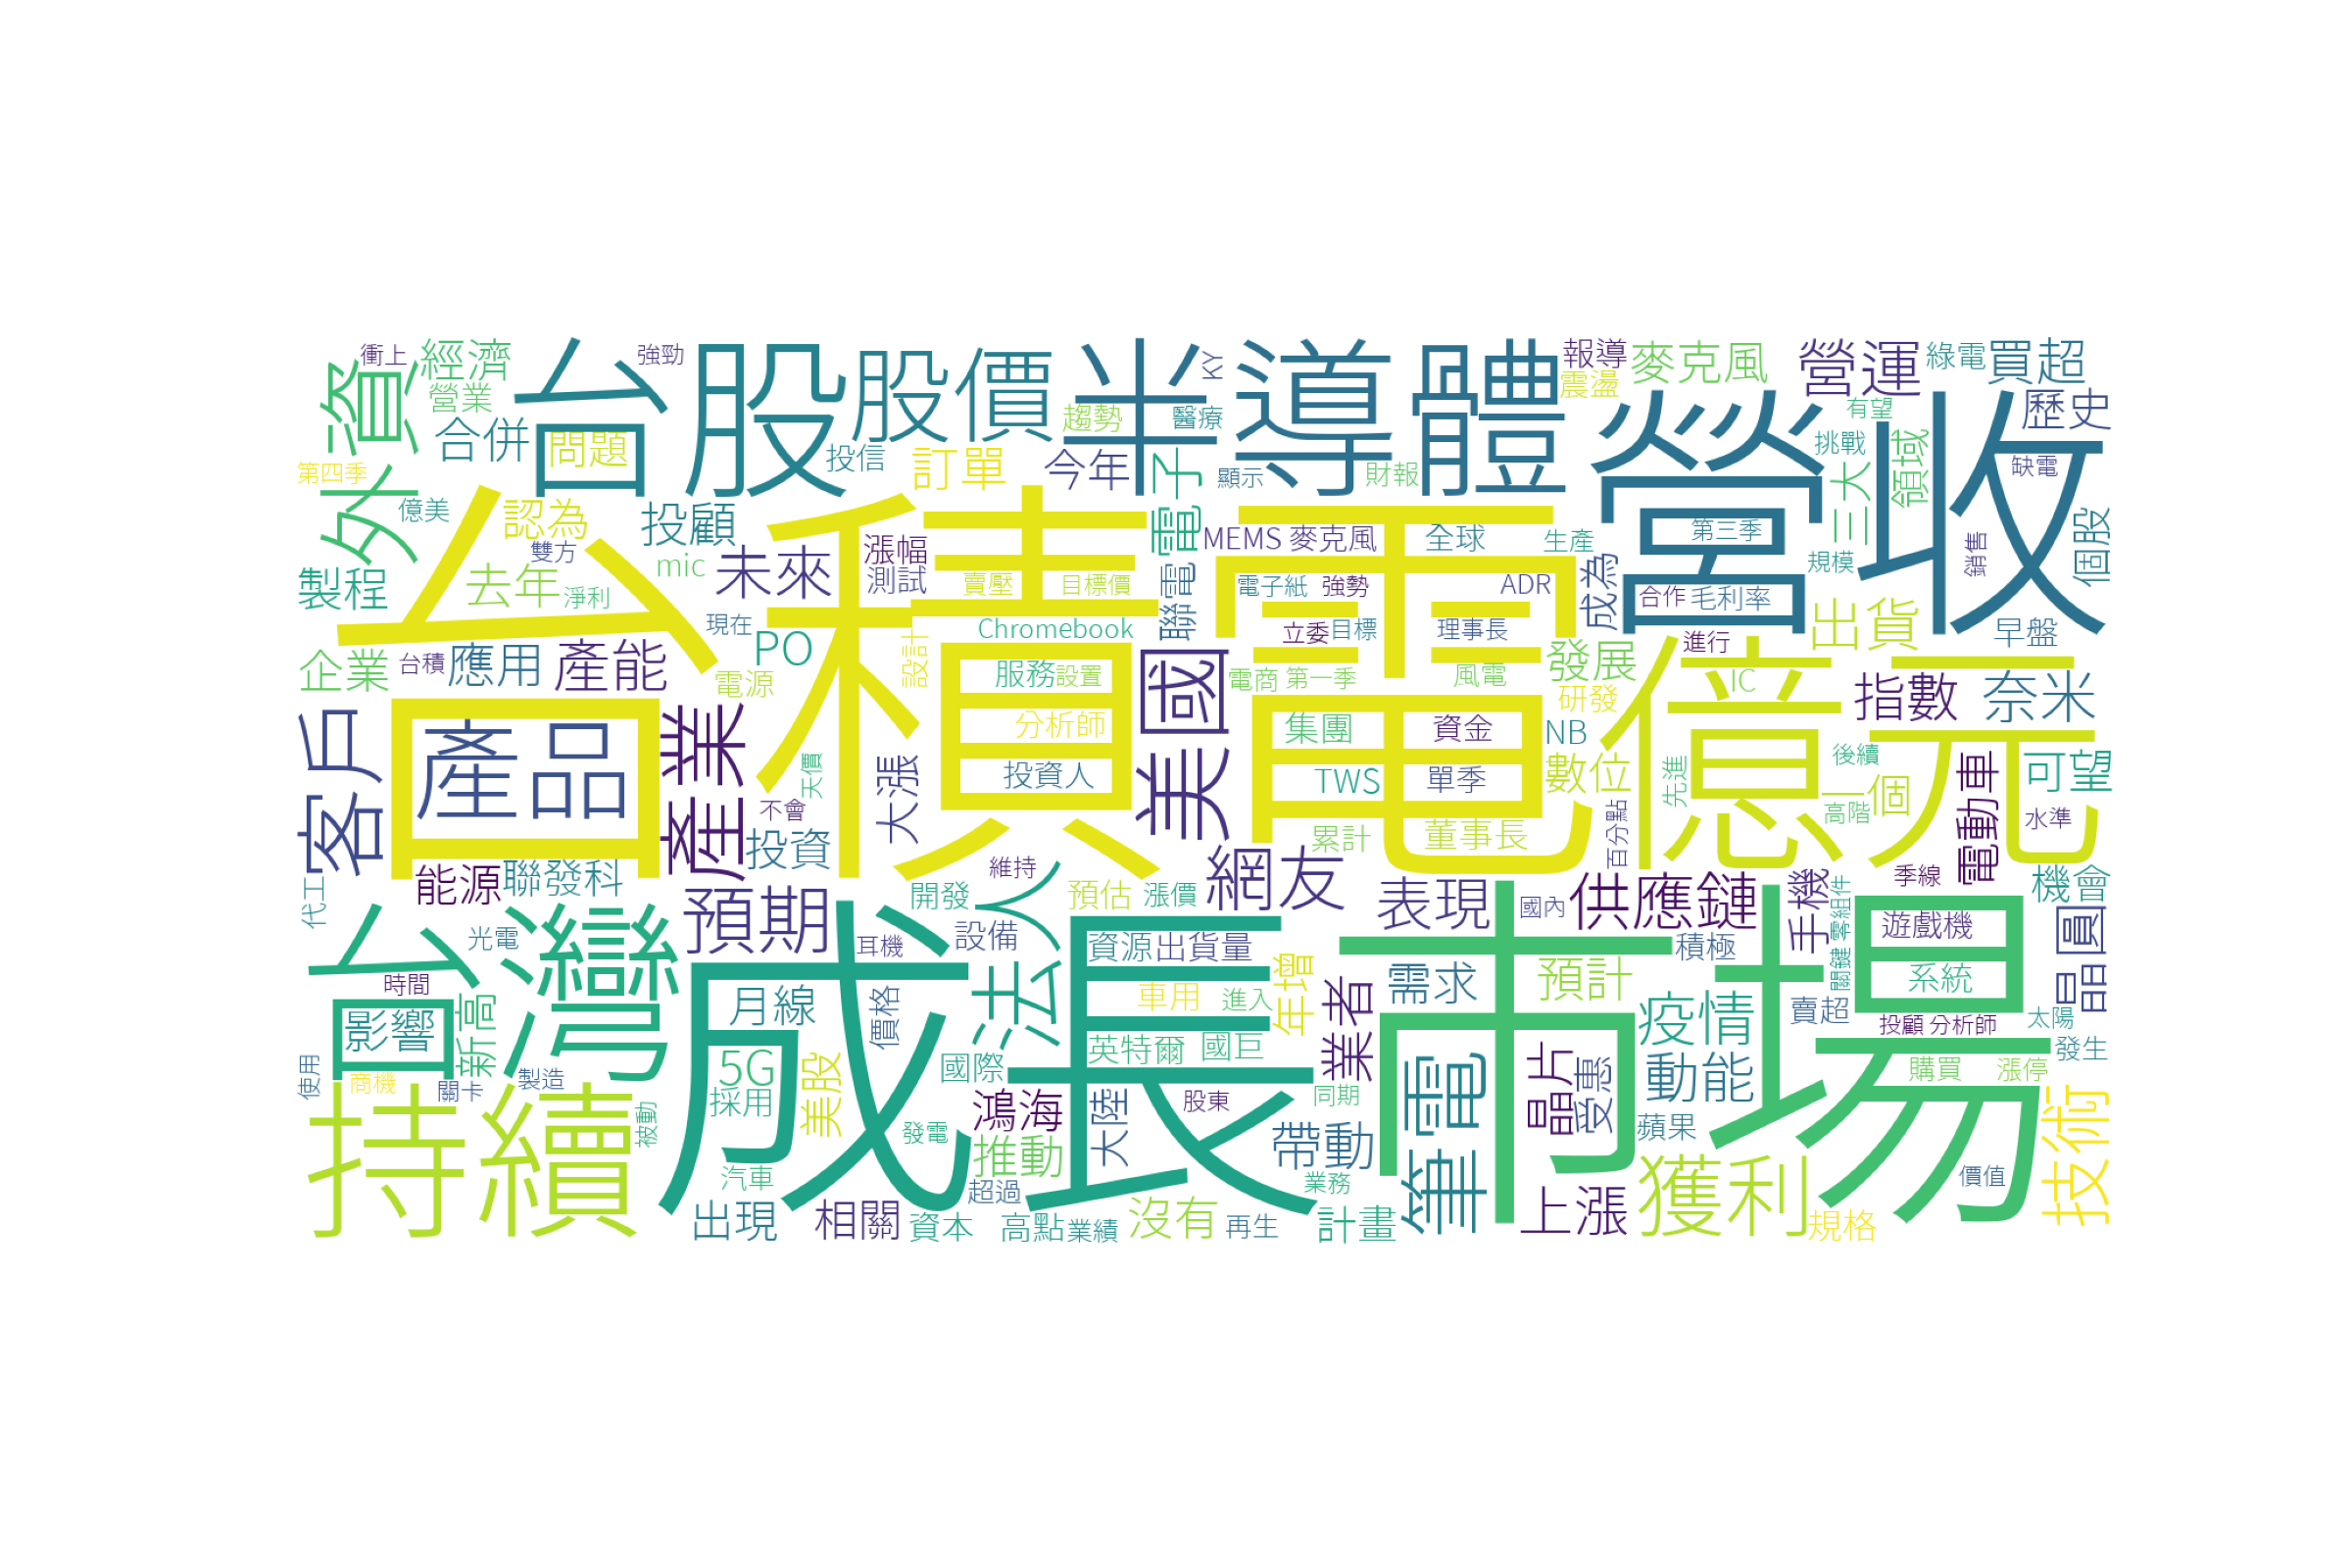 台積電
成長
營收
市場
億元
台股
半導體
台灣
持續
外資
股價
產品
產業
美國
客戶
法人
筆電
獲利
技術
預期
供應鏈
營運
買超
歷史
經濟
營業
衝上
強勁
合併
問題
第四季
億美
認為
雙方
投信
投顧
訂單
今年
趨勢
KY
醫療
顯示
財報
報導
震盪
麥克風
綠電
有望
挑戰
三大
領域
缺電
個股
銷售
第三季
規模
電子
聯電
MEMS 麥克風
全球
生產
成為
製程
去年
淨利
mic
未來
漲幅
測試
賣壓
目標價
現在
電子紙
強勢
ADR
合作
毛利率
出貨
早盤
企業
台積
應用
產能
PO
電源
設計
Chromebook
服務
設置
立委
目標
理事長
進行
電商
第一季
風電
發展
研發
IC
指數
奈米
分析師
集團
資金
NB
投資人
TWS
單季
數位
先進
後續
一個
高階
電動車
可望
水準
天價
大漲
不會
投資
累計
董事長
百分點
能源
聯發科
代工
光電
時間
影響
新高
開發
維持
預估
漲價
網友
表現
國內
手機
關鍵 零組件
季線
遊戲機
機會
晶圓
耳機
設備
資源
出貨量
年增
車用
進入
業者
需求
積極
預計
系統
月線
價格
疫情
賣超
投顧 分析師
太陽
發生
使用
商機
關卡
製造
被動
5G
採用
美股
國際
英特爾
國巨
晶片
受惠
動能
購買
漲停
鴻海
大陸
股東
同期
蘋果
發電
推動
帶動
汽車
超過
業務
價值
出現
相關
資本
高點
業績
沒有
再生
計畫
上漲
規格